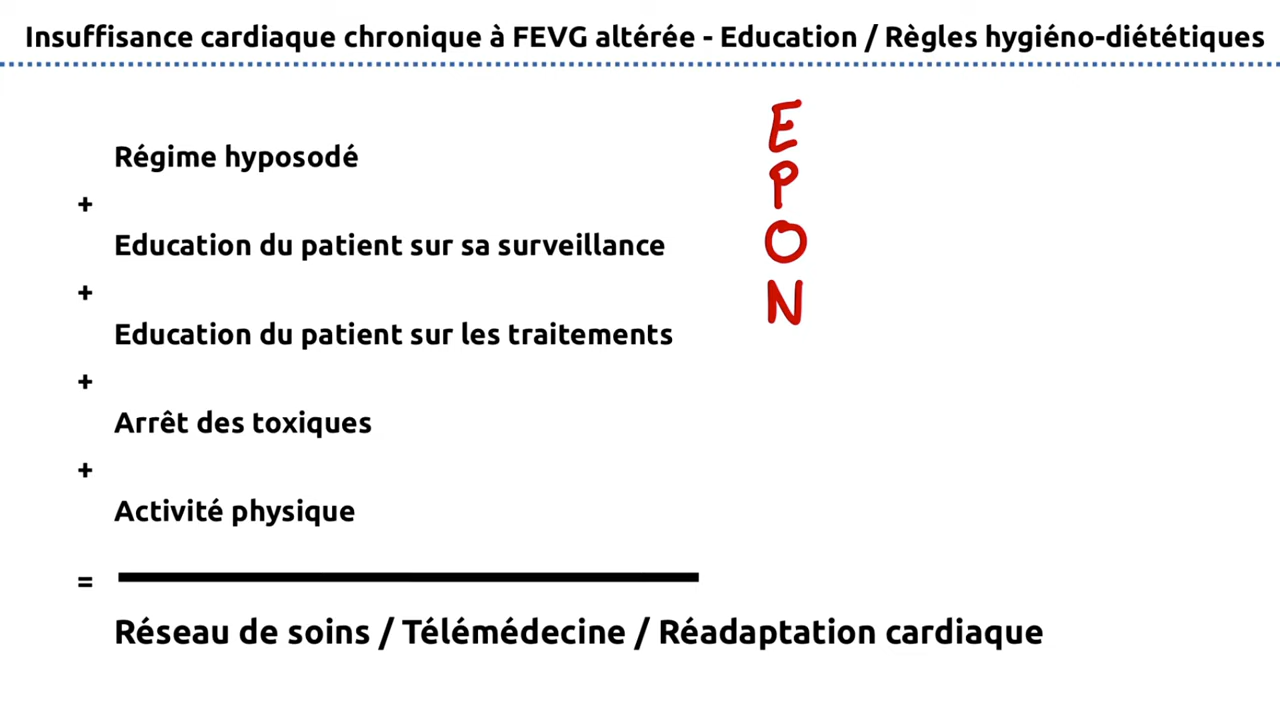 Insuffisance cardiaque chronique à FEVG altérée - Education / Règles hygiéno-diététiques
Régime hyposodé
+
Education du patient sur sa surveillance
+
Education du patient sur les traitements
+
Arrêt des toxiques
+
Activité physique
=
Réseau de soins / Télémédecine / Réadaptation cardiaque
E
P
O
N